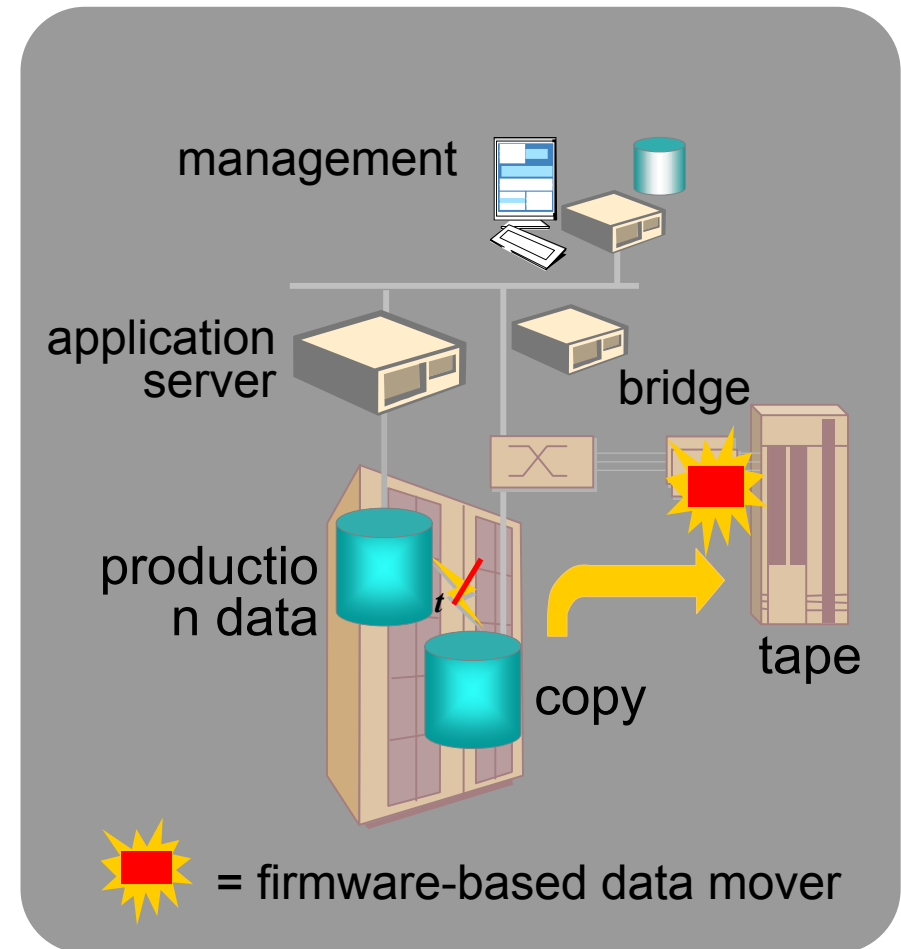 management
application
server
bridge
productio
n data
t
copy
tape
= firmware-based data mover